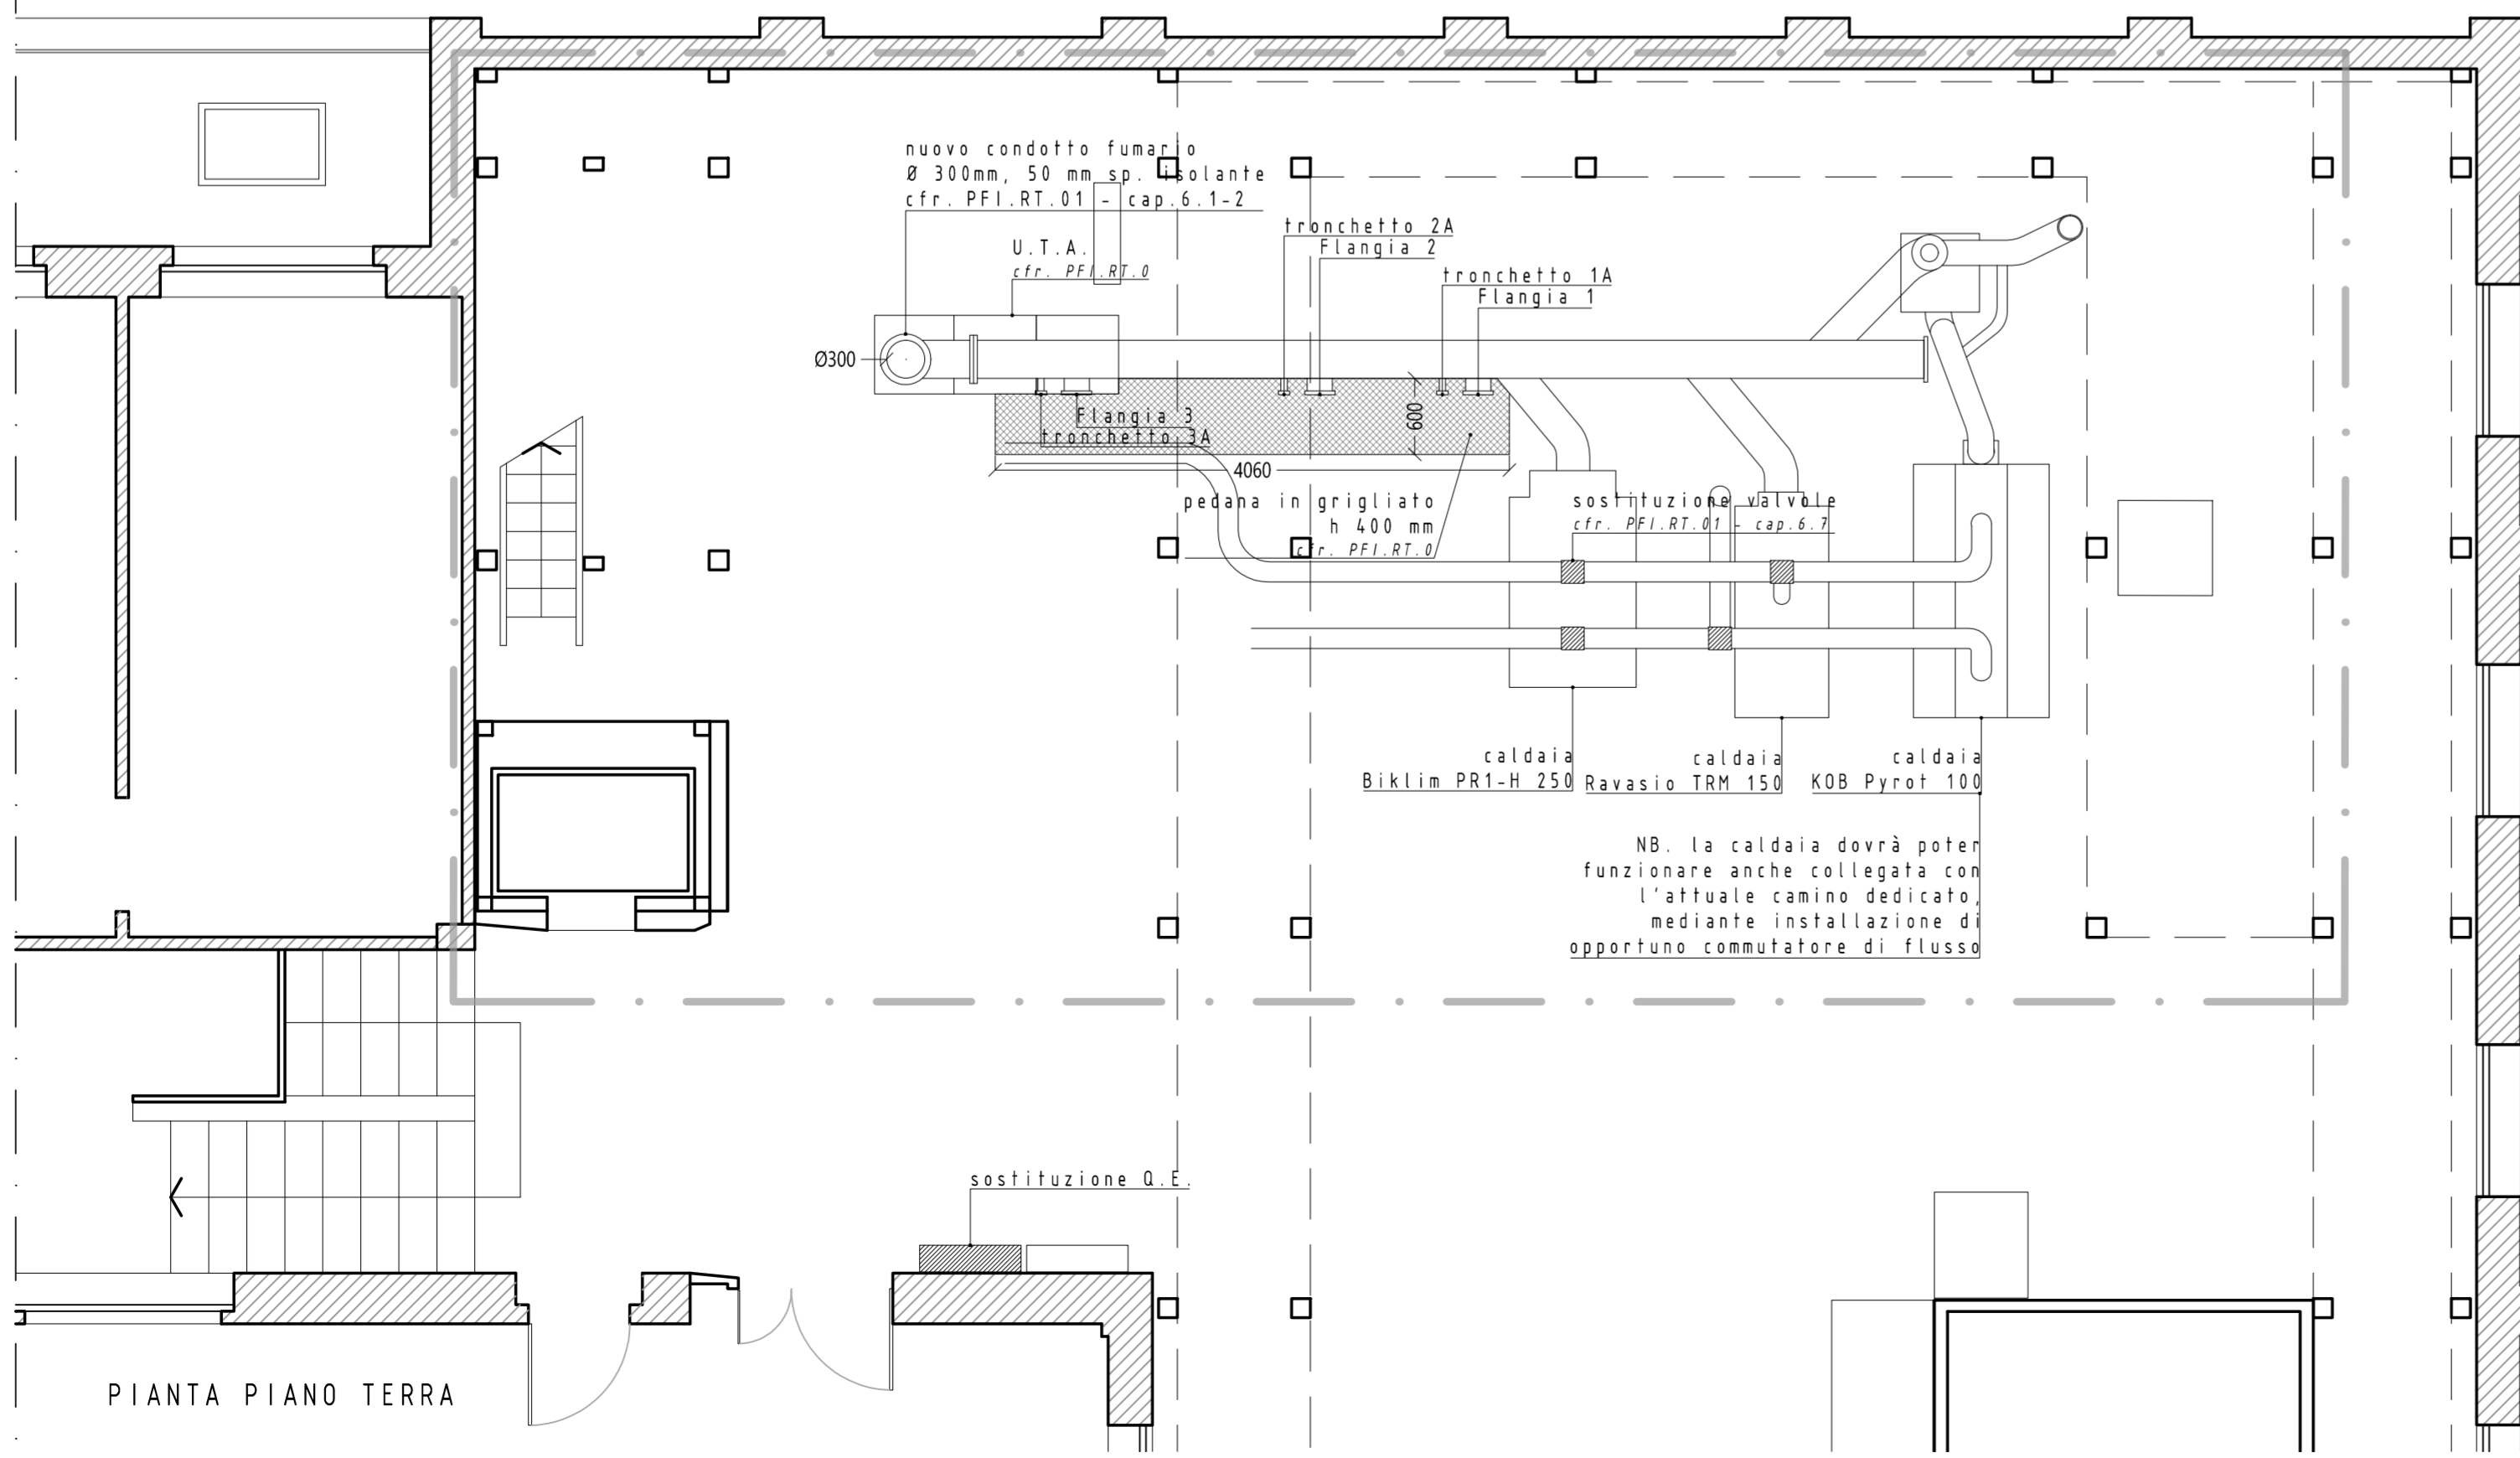 nuovo condotto fumario
Ø 300mm, 50 mm sp. isolante
cfr. PFI.RT.01 - cap.6.1-2
U.T.A.
cfr. PFI.RT.0
tronchetto 2A
Flangia 2
tronchetto 1A
Flangia 1
Ø300
Flangia 3
tronchetto 3A
600
4060
pedana in grigliato
h 400 mm
cfr. PFI.RT.0
sostituzione valvole
cfr. PFI.RT.01 - cap.6.7
caldaia
Biklim PR1-H 250
caldaia
Ravasio TRM 150
caldaia
KOB Pyrot 100
NB. la caldaia dovrà poter
funzionare anche collegata con
l'attuale camino dedicato,
mediante installazione di
opportuno commutatore di flusso
sostituzione Q.E.
PIANTA PIANO TERRA